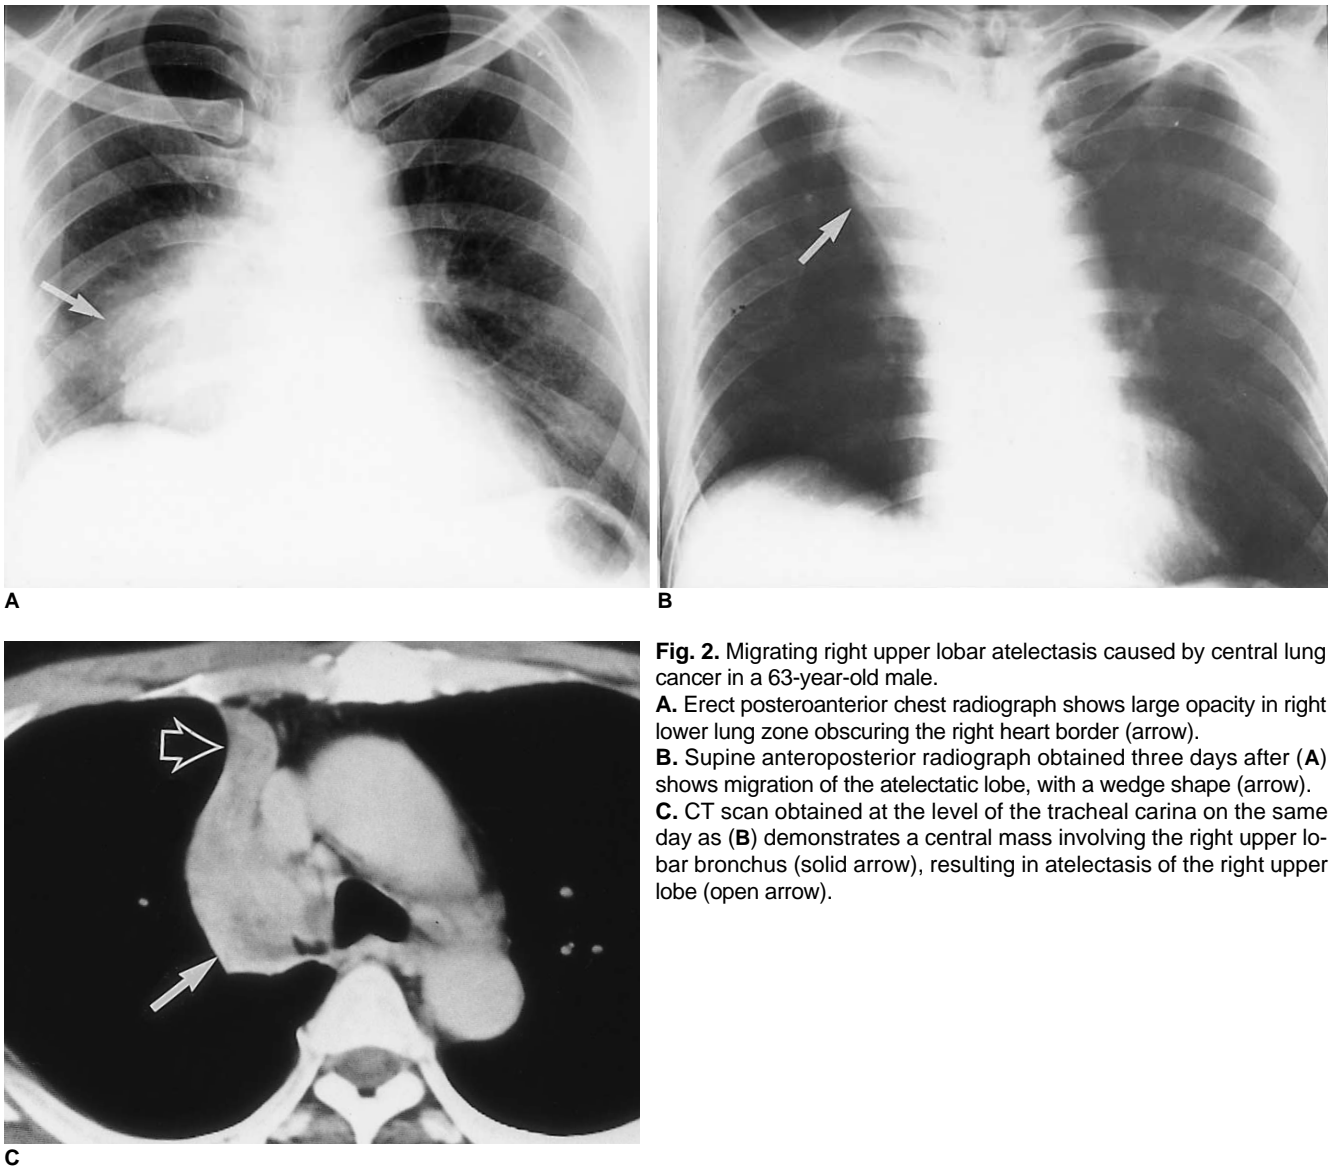 A
B
Fig. 2. Migrating right upper lobar atelectasis caused by central lung
cancer in a 63-year-old male.
A. Erect posteroanterior chest radiograph shows large opacity in right
lower lung zone obscuring the right heart border (arrow).
B. Supine anteroposterior radiograph obtained three days after (A)
shows migration of the atelectatic lobe, with a wedge shape (arrow).
C. CT scan obtained at the level of the tracheal carina on the same
day as (B) demonstrates a central mass involving the right upper lo-
bar bronchus (solid arrow), resulting in atelectasis of the right upper
lobe (open arrow).
C